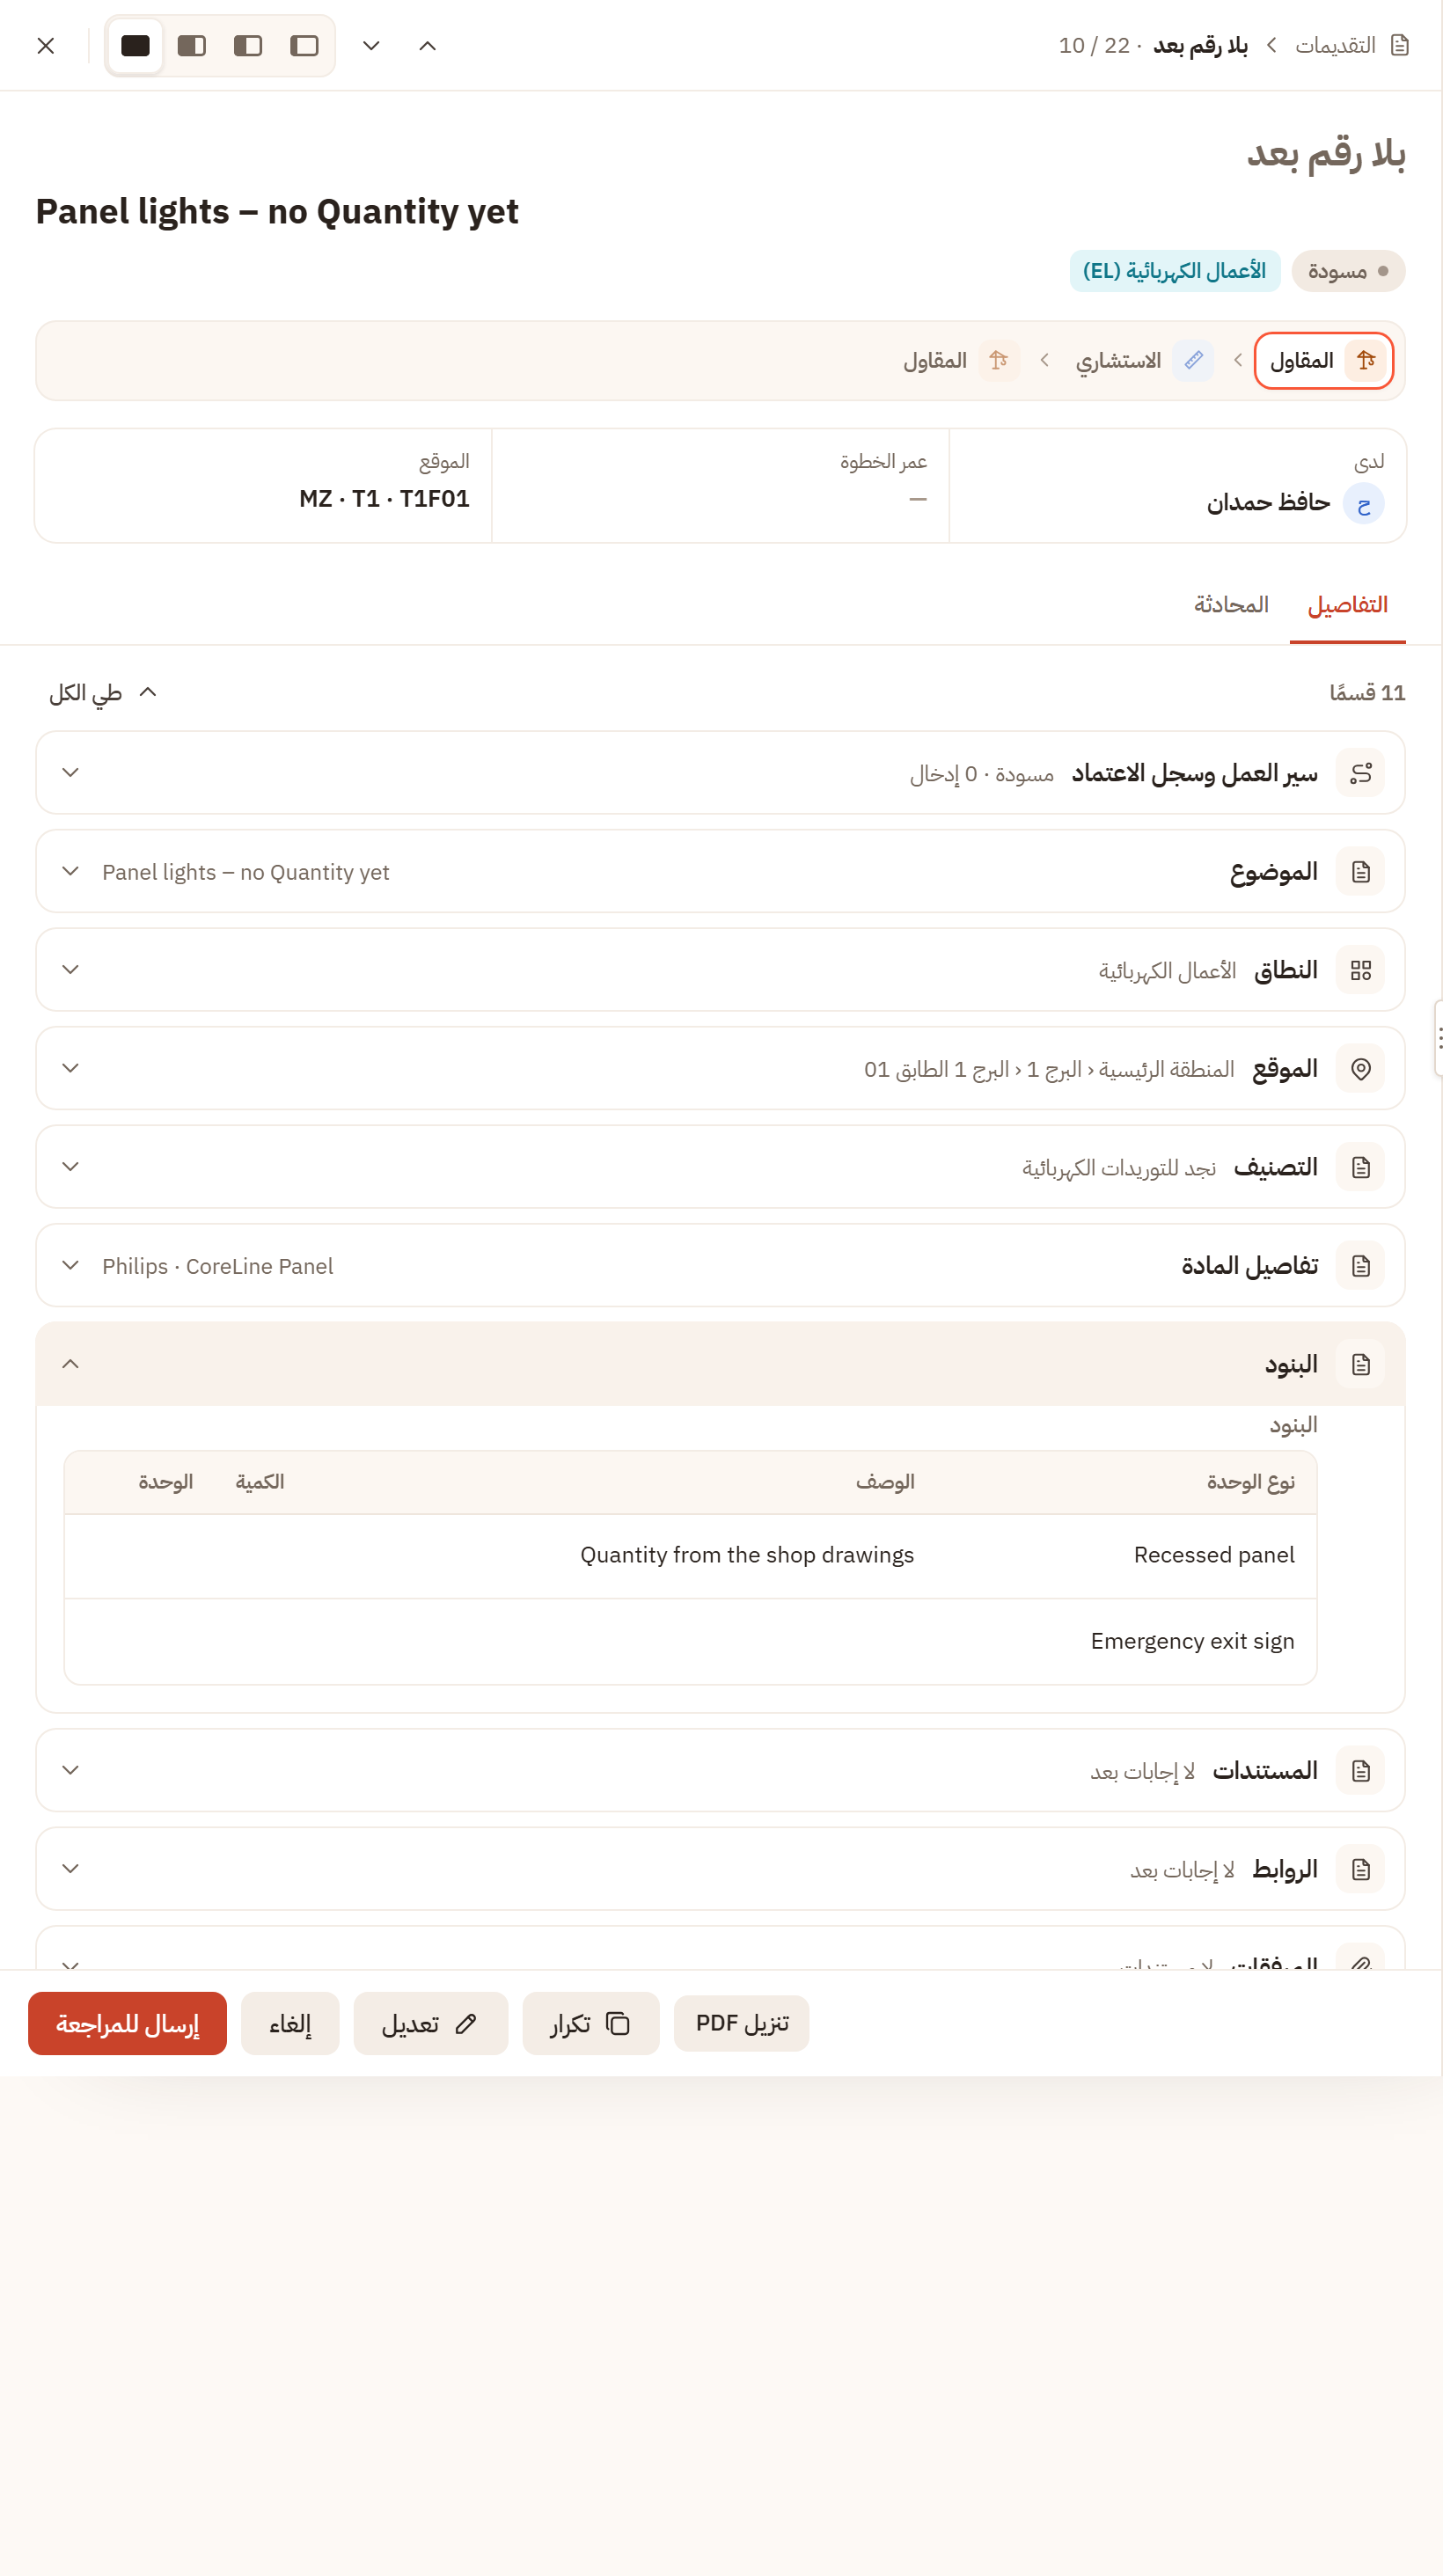 التقديمات
بلا رقم بعد · 10 / 22
بلا رقم بعد
Panel lights – no Quantity yet
مسودة
الأعمال الكهربائية (EL)
المقاول
الاستشاري
المقاول
لدى
ح حافظ حمدان
عمر الخطوة
—
الموقع
MZ · T1 · T1F01
التفاصيل
المحادثة
11 قسمًا
طي الكل
سير العمل وسجل الاعتماد مسودة · 0 إدخال
الموضوع Panel lights – no Quantity yet
النطاق الأعمال الكهربائية
الموقع المنطقة الرئيسية › البرج 1 › البرج 1 الطابق 01
التصنيف نجد للتوريدات الكهربائية
تفاصيل المادة Philips · CoreLine Panel
البنود
البنود
نوع الوحدة الوصف الكمية الوحدة
Recessed panel Quantity from the shop drawings
Emergency exit sign
المستندات لا إجابات بعد
الروابط لا إجابات بعد
المرفقات لا مستندات
تنزيل PDF
تكرار
تعديل
إلغاء
إرسال للمراجعة